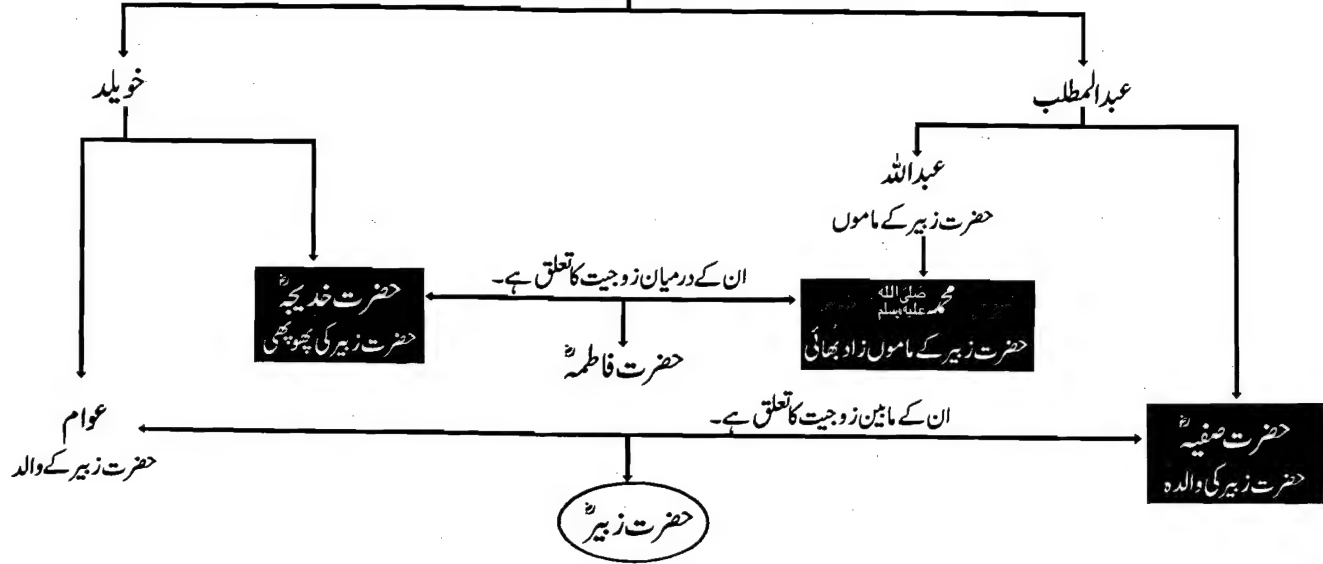 عبدالمطلب
خویلد
عبداللہ
حضرت زبیر کے ماموں
ان کے درمیان زوجیت کا تعلق ہے۔
محمد صلی اللہ علیہ وسلم
حضرت زبیر کے ماموں زاد بھائی
حضرت خدیجہؓ
حضرت زبیر کی پھوپھی
حضرت فاطمہؓ
ان کے مابین زوجیت کا تعلق ہے۔
حضرت صفیہؓ
حضرت زبیر کی والدہ
عوام
حضرت زبیر کے والد
حضرت زبیرؓ